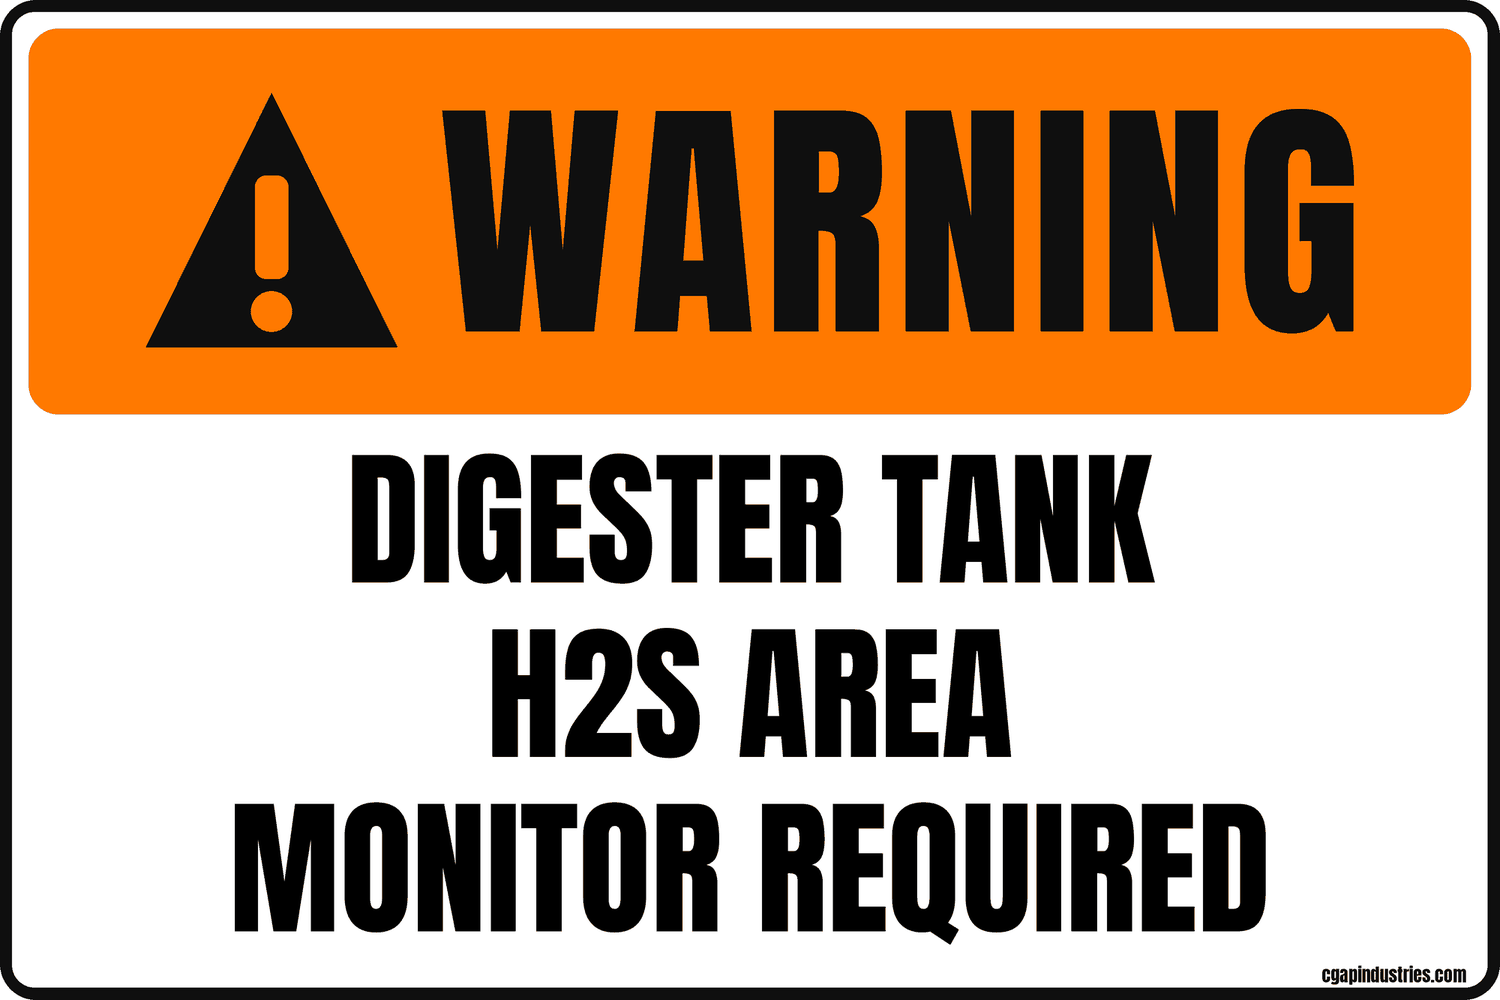 WARNING
DIGESTER TANK
H2S AREA
MONITOR REQUIRED
cgapindustries.com